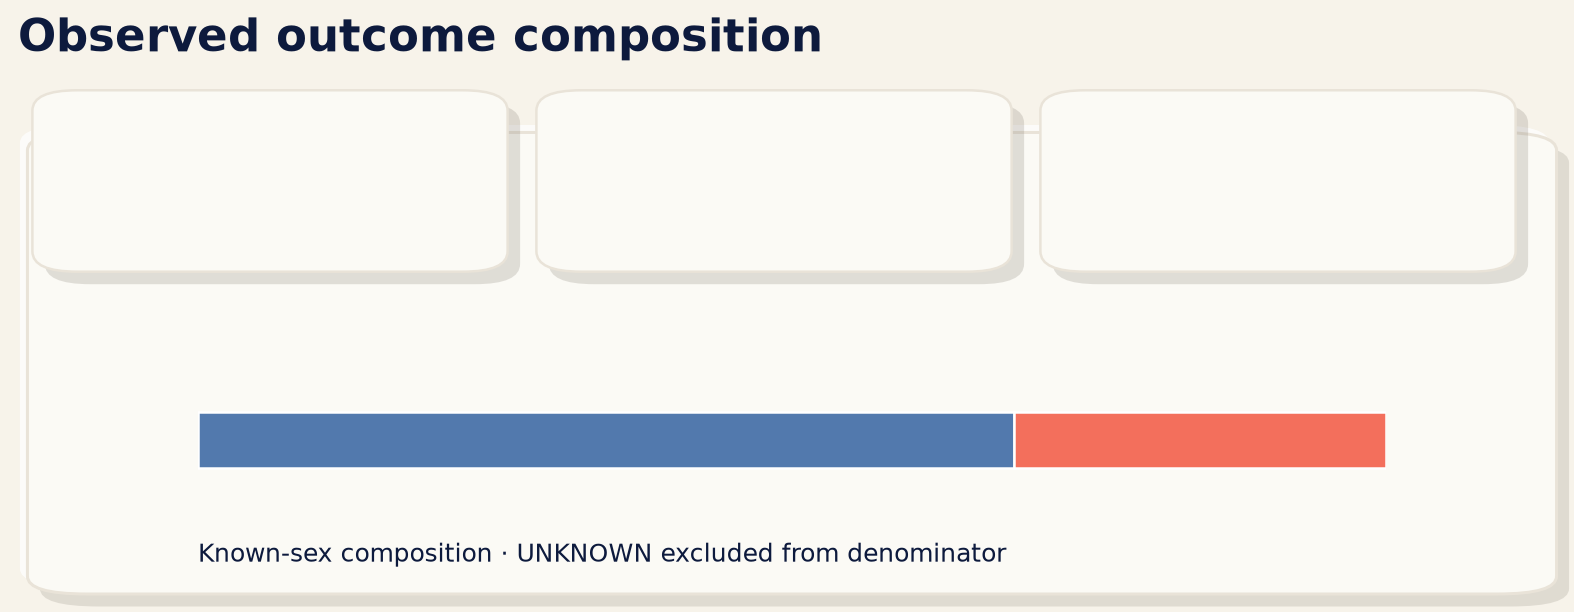 Observed outcome composition
Known-sex composition · UNKNOWN excluded from denominator